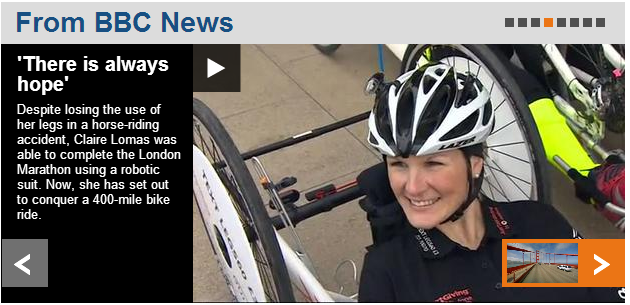 From BBC News
'There is always
hope'
Despite losing the use of
her legs in a horse-riding
accident, Claire Lomas was
able to complete the London
Marathon using a robotic
suit. Now, she has set out
to conquer a 400-mile bike
ride.
Giving